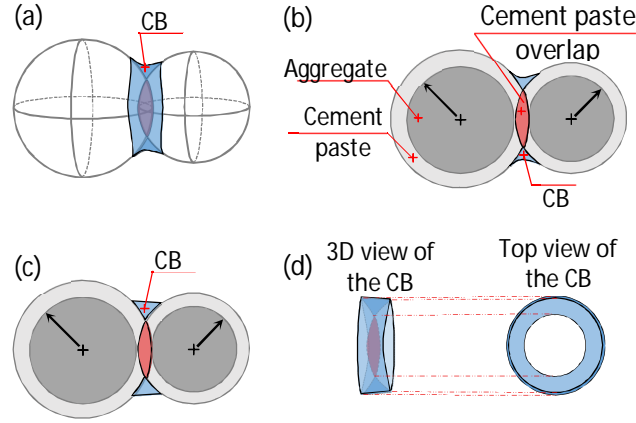 (a)
CB
(b)
Cement paste
overlap
Aggregate
Cement
paste
CB
(c)
CB
(d)
3D view of
the CB
Top view of
the CB